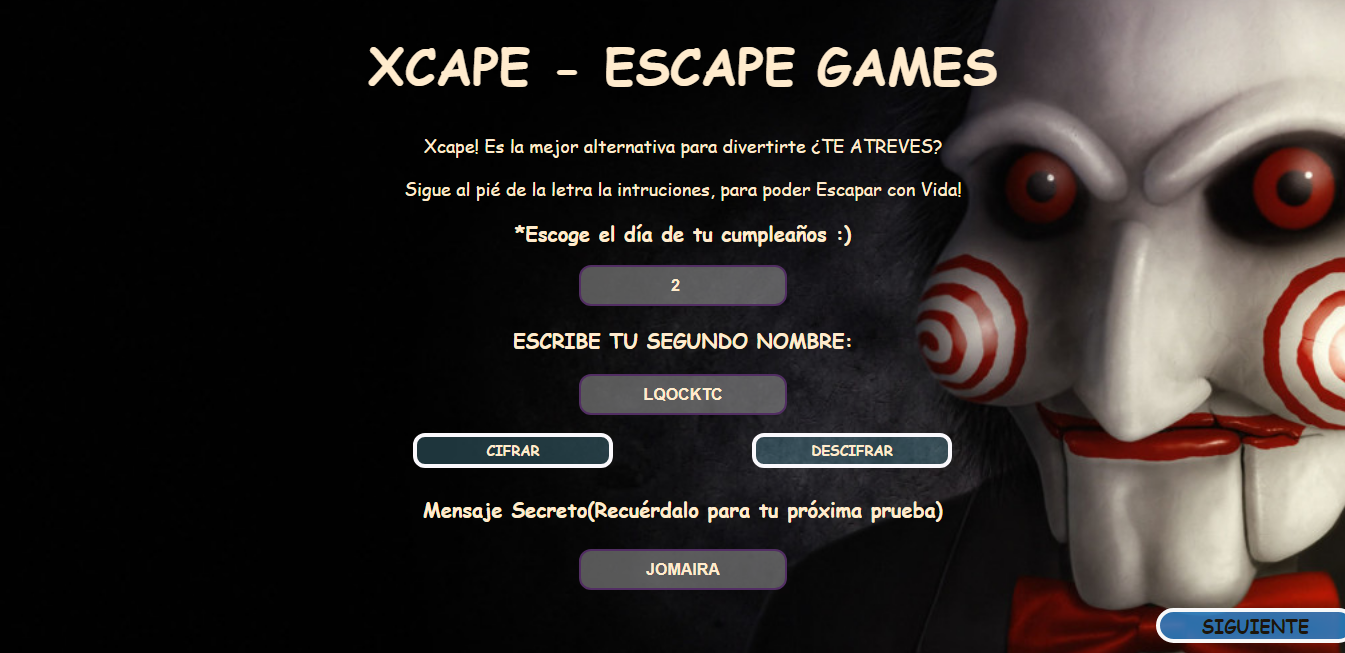 XCAPE - ESCAPE GAMES
Xcape! Es la mejor alternativa para divertirte ¿TE ATREVES?
Sigue al pié de la letra la intruciones, para poder Escapar con Vida!
*Escoge el día de tu cumpleaños :)
2
ESCRIBE TU SEGUNDO NOMBRE:
LQOCKTC
CIFRAR
DESCIFRAR
Mensaje Secreto(Recuérdalo para tu próxima prueba)
JOMAIRA
SIGUIENTE